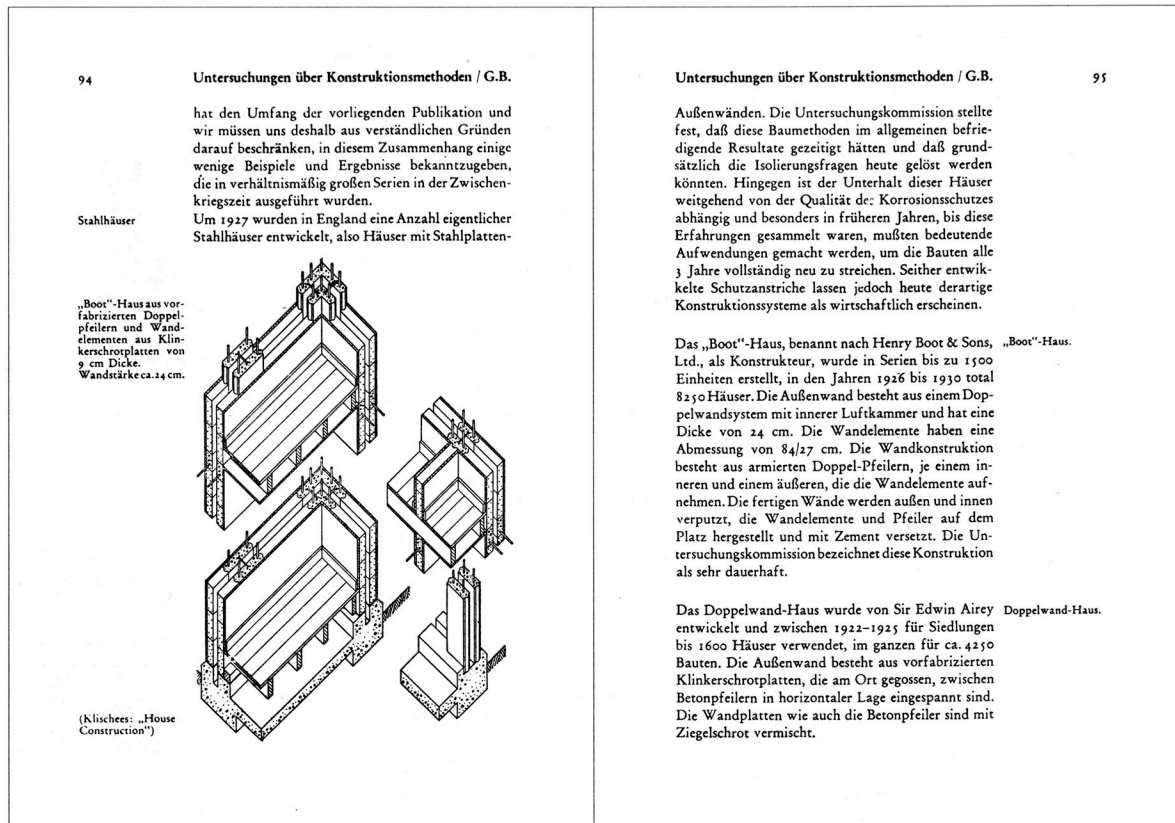 94
Untersuchungen über Konstruktionsmethoden / G.B.
hat den Umfang der vorliegenden Publikation und
wir müssen uns deshalb aus verständlichen Gründen
darauf beschränken, in diesem Zusammenhang einige
wenige Beispiele und Ergebnisse bekanntzugeben,
die in verhältnismäßig großen Serien in der Zwischen-
kriegszeit ausgeführt wurden.
Stahlhäuser
Um 1927 wurden in England eine Anzahl eigentlicher
Stahlhäuser entwickelt, also Häuser mit Stahlplatten-
„Boot“-Haus aus vor-
fabrizierten Doppel-
pfeilern und Wand-
elementen aus Klin-
kerschrotplatten von
9 cm Dicke.
Wandstärke ca. 24 cm.
(Klischees: „House
Construction“)
Untersuchungen über Konstruktionsmethoden / G.B.
95
Außenwänden. Die Untersuchungskommission stellte
fest, daß diese Baumethoden im allgemeinen befrie-
digende Resultate gezeitigt hätten und daß grund-
sätzlich die Isolierungsfragen heute gelöst werden
könnten. Hingegen ist der Unterhalt dieser Häuser
weitgehend von der Qualität des Korrosionsschutzes
abhängig und besonders in früheren Jahren, bis diese
Erfahrungen gesammelt waren, mußten bedeutende
Aufwendungen gemacht werden, um die Bauten alle
3 Jahre vollständig neu zu streichen. Seither entwik-
kelte Schutzanstriche lassen jedoch heute derartige
Konstruktionssysteme als wirtschaftlich erscheinen.
Das „Boot“-Haus, benannt nach Henry Boot & Sons,
„Boot“-Haus.
Ltd., als Konstrukteur, wurde in Serien bis zu 1500
Einheiten erstellt, in den Jahren 1926 bis 1930 total
8250 Häuser. Die Außenwand besteht aus einem Dop-
pelwandsystem mit innerer Luftkammer und hat eine
Dicke von 24 cm. Die Wandelemente haben eine
Abmessung von 84/27 cm. Die Wandkonstruktion
besteht aus armierten Doppel-Pfeilern, je einem in-
neren und einem äußeren, die die Wandelemente auf-
nehmen. Die fertigen Wände werden außen und innen
verputzt, die Wandelemente und Pfeiler auf dem
Platz hergestellt und mit Zement versetzt. Die Un-
tersuchungskommission bezeichnet diese Konstruktion
als sehr dauerhaft.
Das Doppelwand-Haus wurde von Sir Edwin Airey
Doppelwand-Haus.
entwickelt und zwischen 1922–1925 für Siedlungen
bis 1600 Häuser verwendet, im ganzen für ca. 4250
Bauten. Die Außenwand besteht aus vorfabrizierten
Klinkerschrotplatten, die am Ort gegossen, zwischen
Betonpfeilern in horizontaler Lage eingespannt sind.
Die Wandplatten wie auch die Betonpfeiler sind mit
Ziegelschrot vermischt.